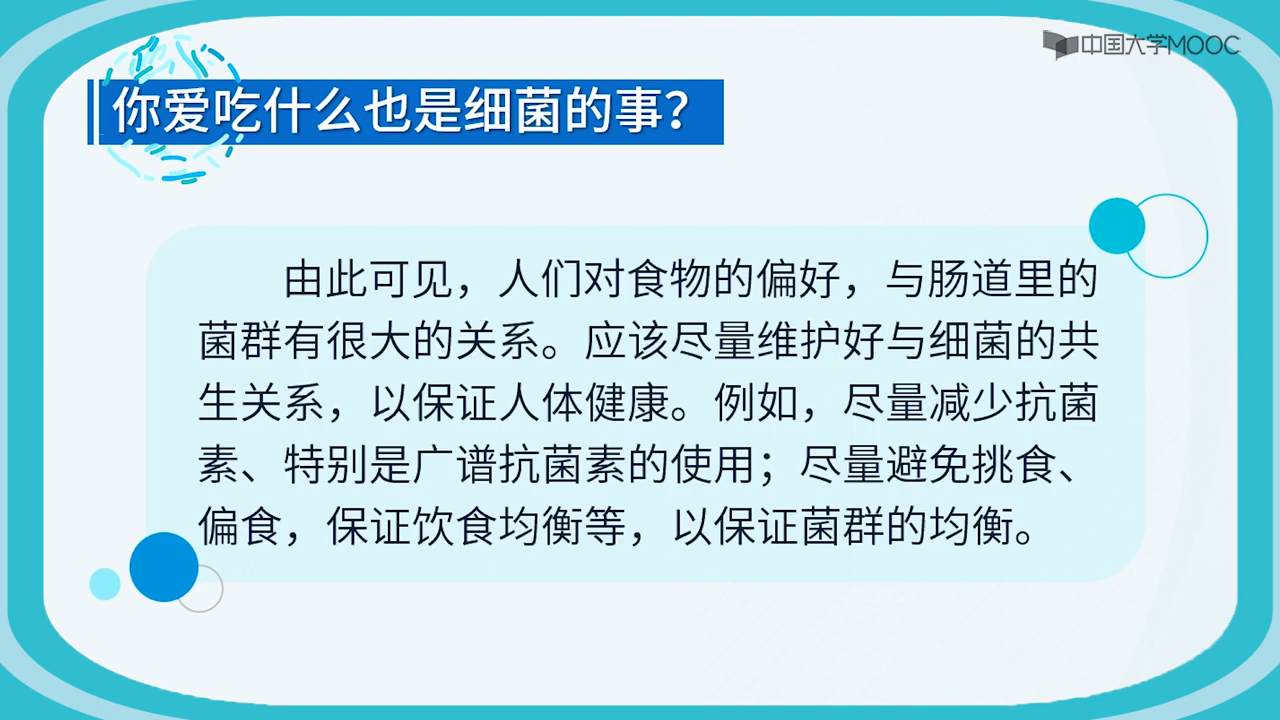 中国大学MOOC
你爱吃什么也是细菌的事？
由此可见，人们对食物的偏好，与肠道里的
菌群有很大的关系。应该尽量维护好与细菌的共
生关系，以保证人体健康。例如，尽量减少抗菌
素、特别是广谱抗菌素的使用；尽量避免挑食、
偏食，保证饮食均衡等，以保证菌群的均衡。